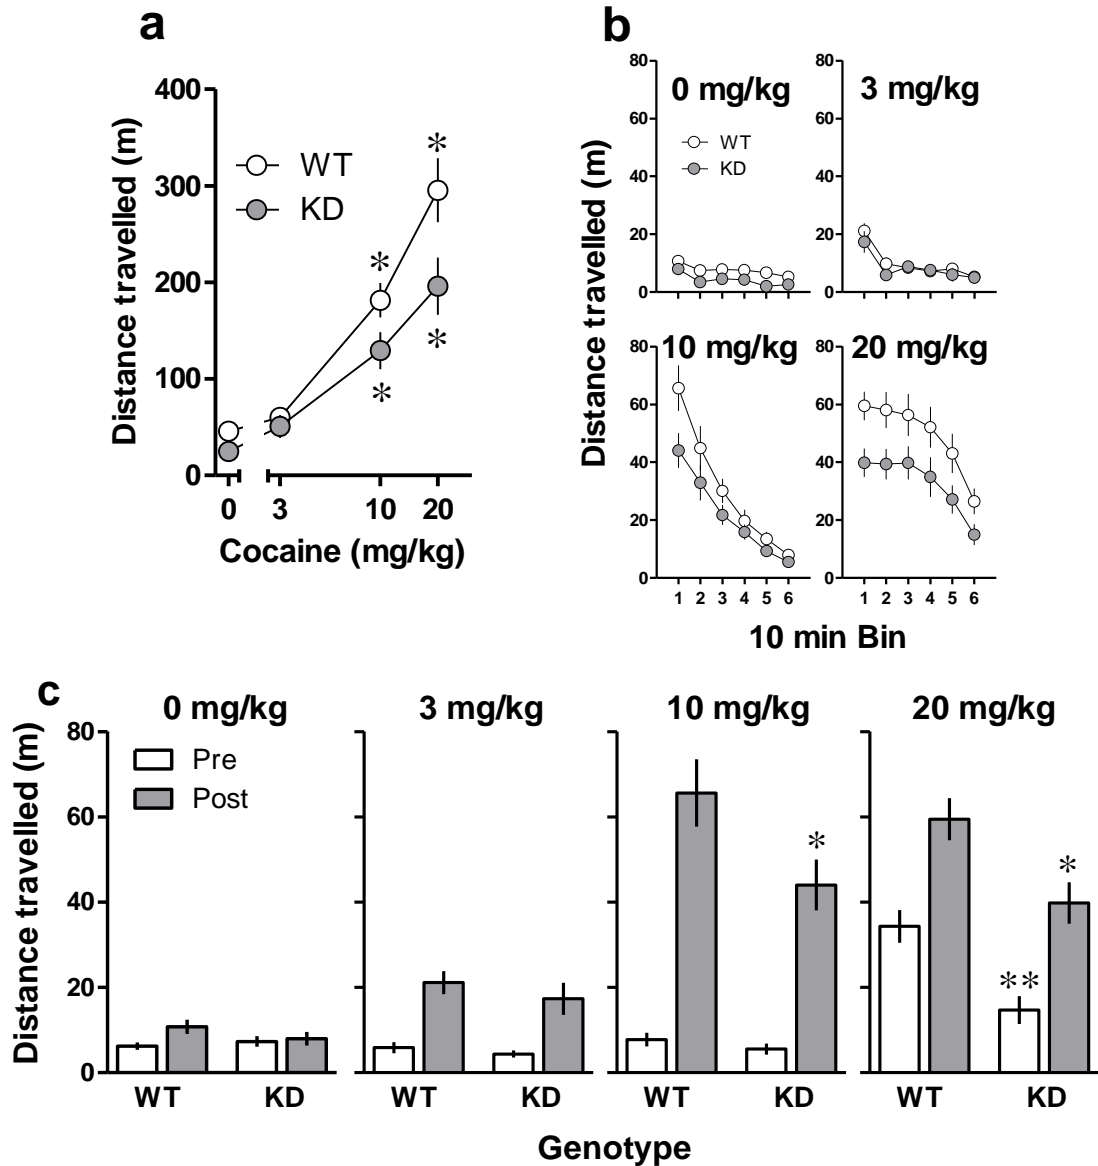 a
400
300
200
100
0
Distance travelled (m)
WT
KD
*
*
*
*
0 3 10 20
Cocaine (mg/kg)
b
0 mg/kg
3 mg/kg
WT
KD
80
60
40
20
0
80
60
40
20
0
10 mg/kg
20 mg/kg
80
60
40
20
0
80
60
40
20
0
Distance travelled (m)
1 2 3 4 5 6
1 2 3 4 5 6
10 min Bin
c
0 mg/kg
3 mg/kg
10 mg/kg
20 mg/kg
80
60
40
20
0
Distance travelled (m)
Pre
Post
*
**
*
WT KD
WT KD
WT KD
WT KD
Genotype